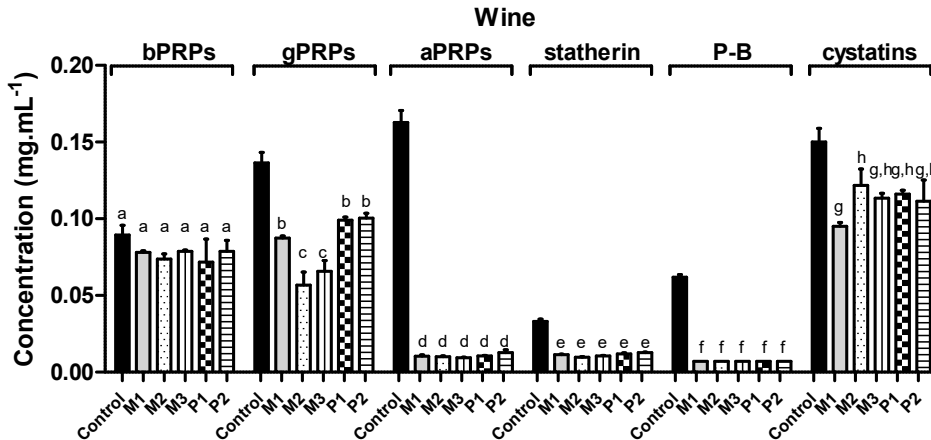 Wine
bPRPs gPRPs aPRPs statherin P-B cystatins
Concentration (mg.mL-1)
0.20
0.15
0.10
0.05
0.00
a a a a a a
b c c b b
d d d d d
e e e e e
f f f f f
g h g,h g,h g,
Control M1 M2 M3 P1 P2 Control M1 M2 M3 P1 P2 Control M1 M2 M3 P1 P2 Control M1 M2 M3 P1 P2 Control M1 M2 M3 P1 P2 Control M1 M2 M3 P1 P2